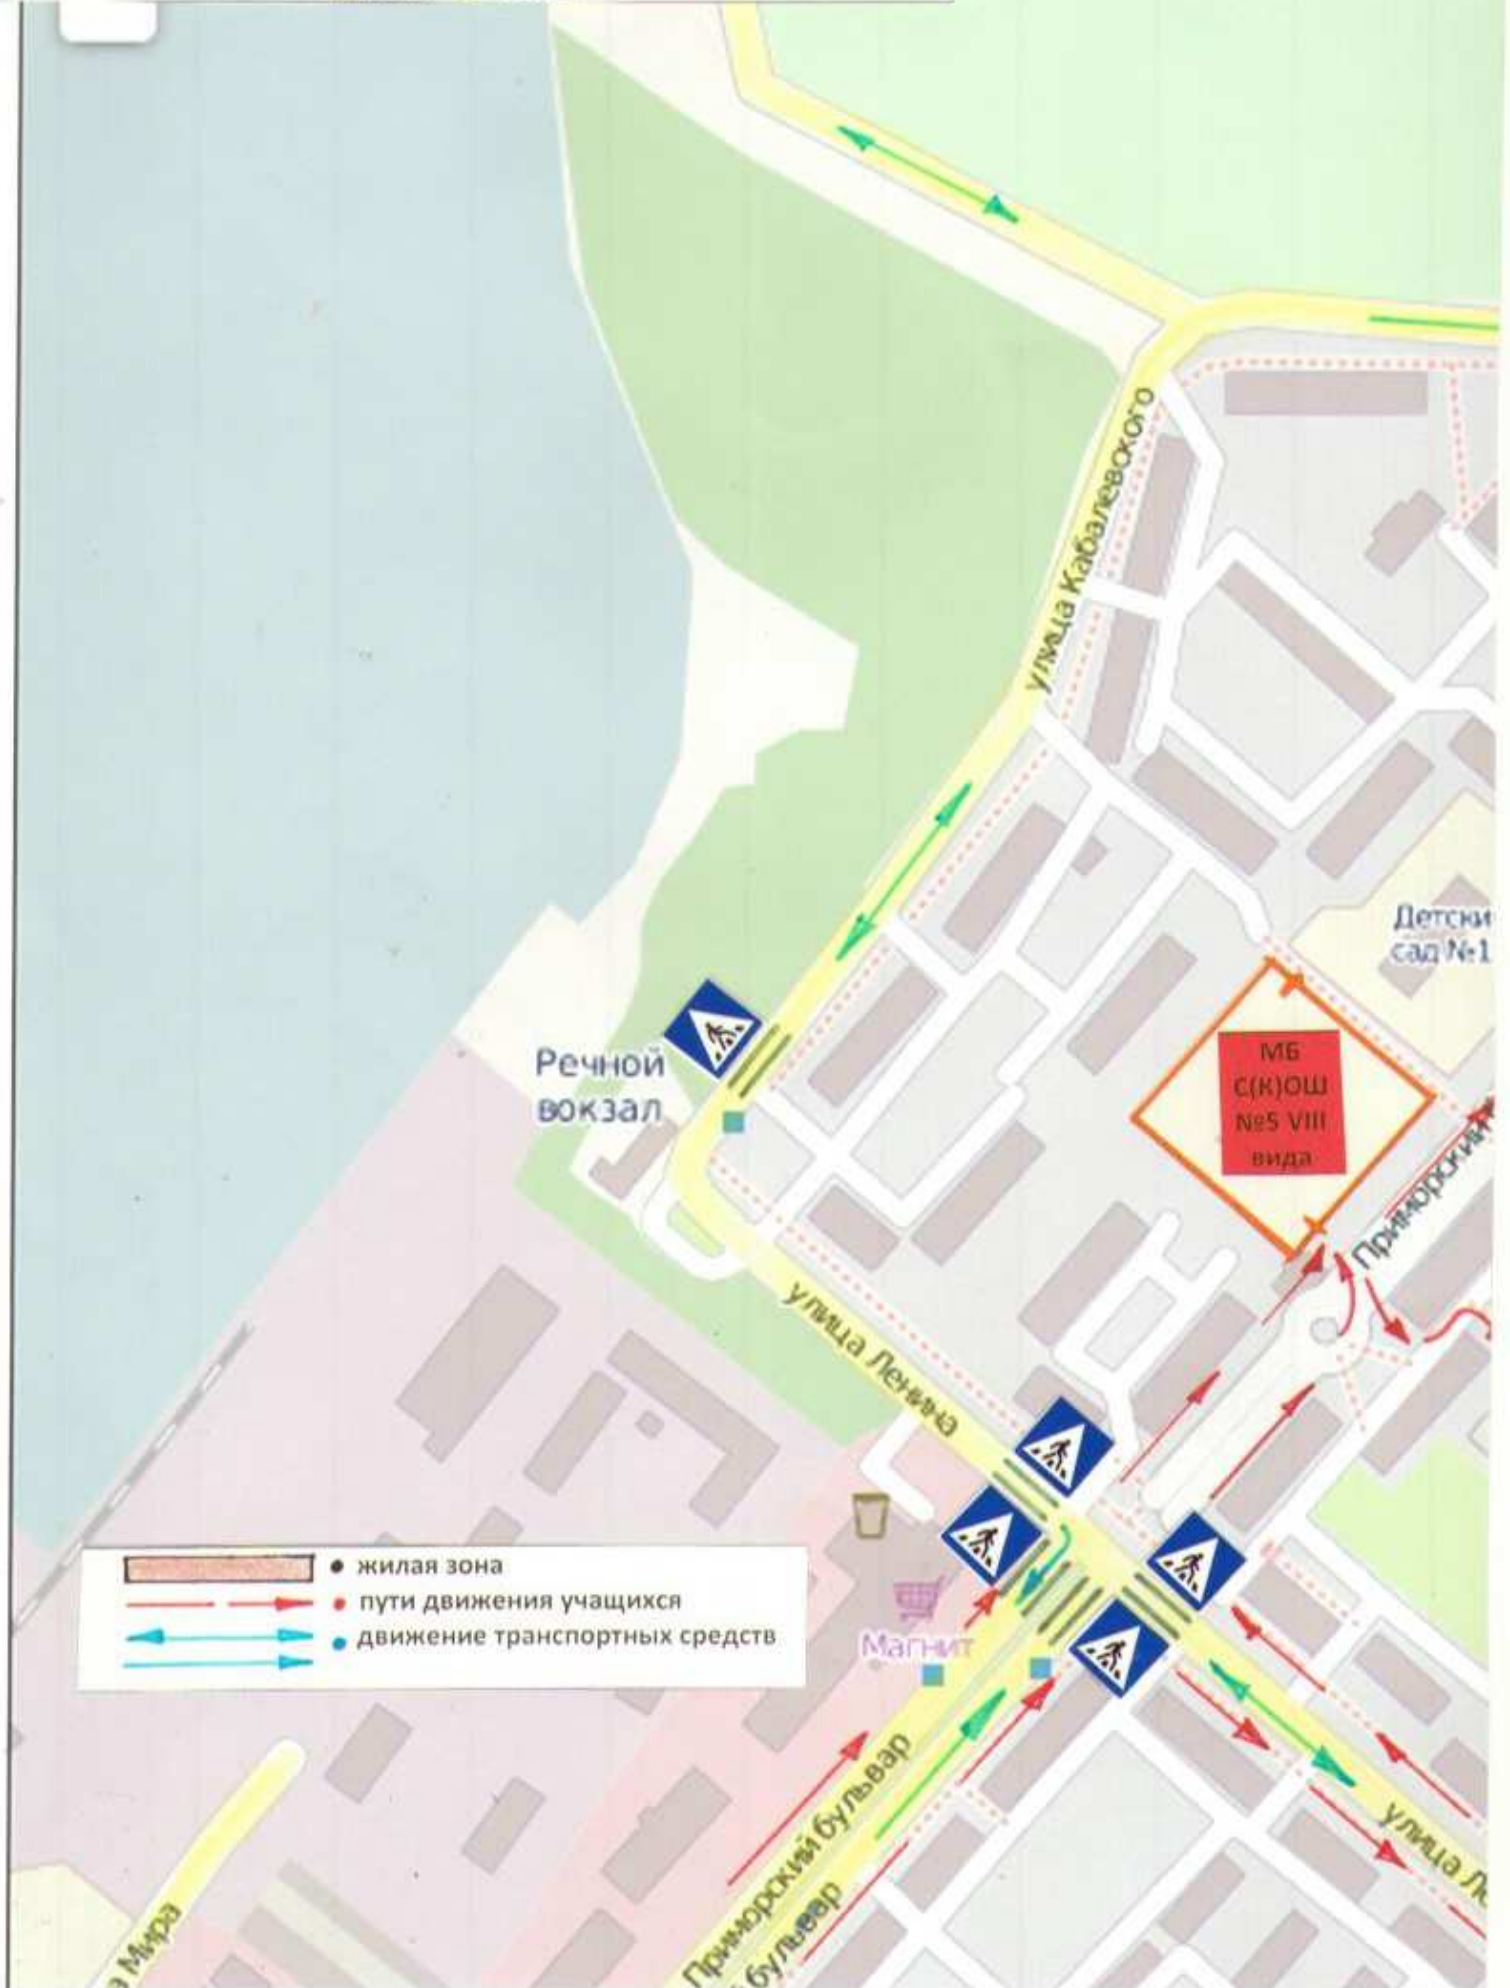 улица Кабалевского
Детски
сад №1
Речной
вокзал
МБ
С(К)ОШ
№5 VIII
вида
Приморский
улица Ленина
жилая зона
пути движения учащихся
движение транспортных средств
Магнит
Приморский бульвар
бульвар
улица Ле
а Мира